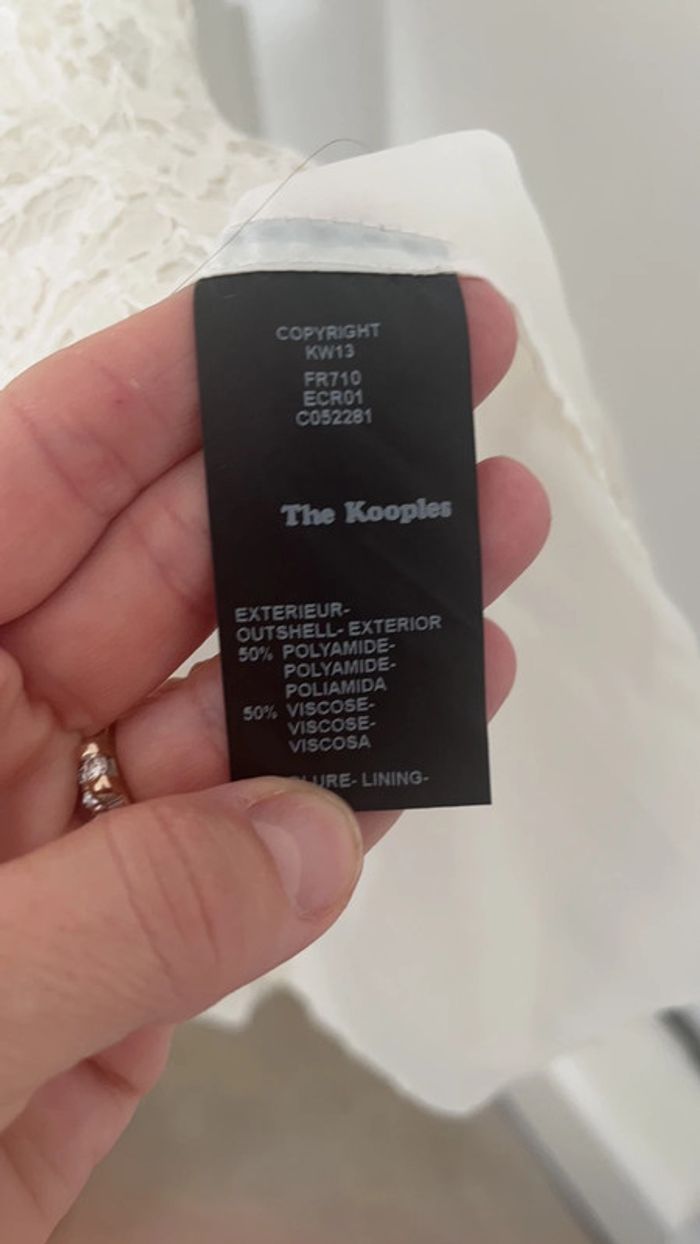 COPYRIGHT
KW13
FR710
ECR01
C052281
The Kooples
EXTERIEUR-
OUTSHELL- EXTERIOR
50% POLYAMIDE-
POLYAMIDE-
POLIAMIDA
50% VISCOSE-
VISCOSE-
VISCOSA
LINING-